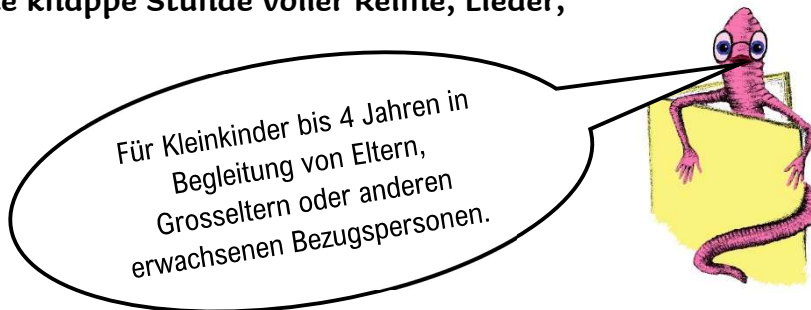 knappe Stunde voller Reime, Lieder,
Für Kleinkinder bis 4 Jahren in
Begleitung von Eltern,
Grosseltern oder anderen
erwachsenen Bezugspersonen.